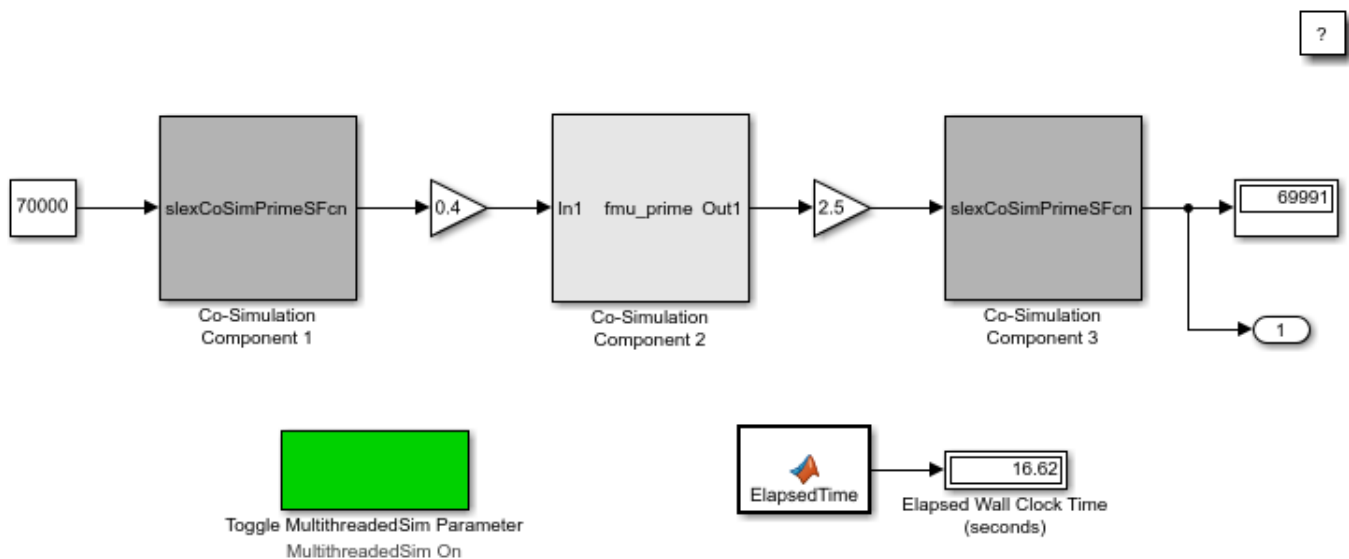 ?
70000
slexCoSimPrimeSFcn
0.4
In1 fmu_prime Out1
2.5
slexCoSimPrimeSFcn
69991
Co-Simulation
Component 1
Co-Simulation
Component 2
Co-Simulation
Component 3
1
Toggle MultithreadedSim Parameter
MultithreadedSim On
ElapsedTime
16.62
Elapsed Wall Clock Time
(seconds)